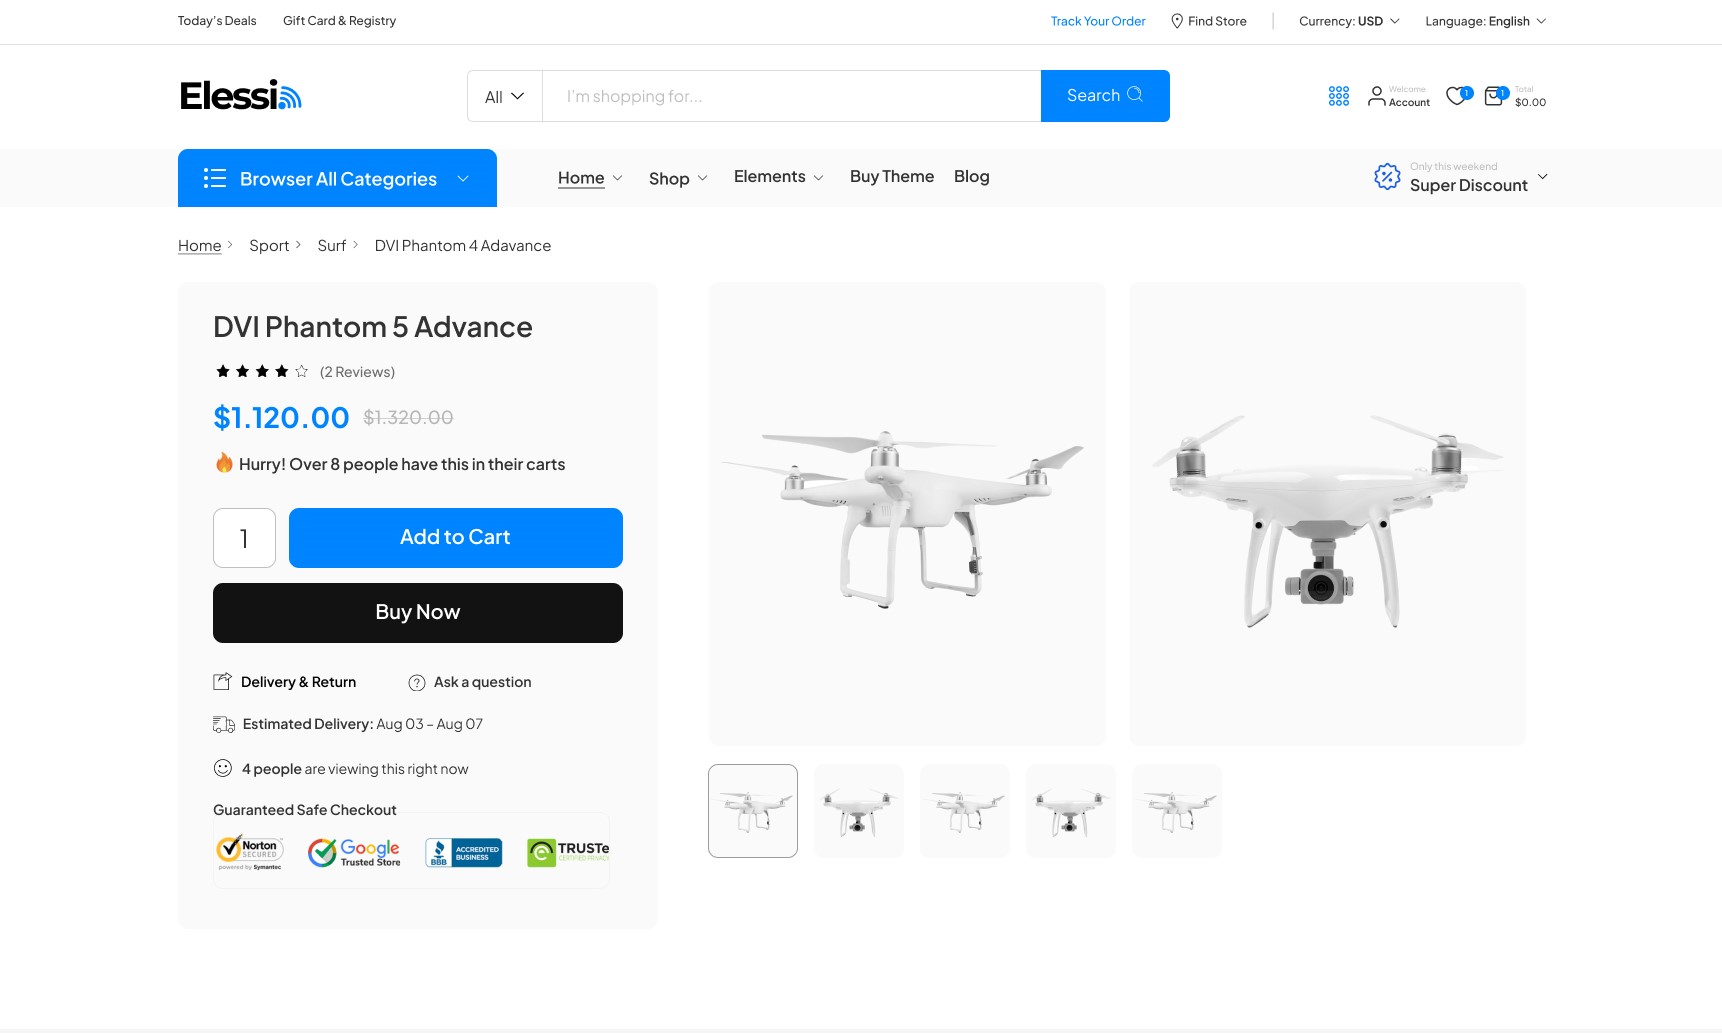 Today's Deals Gift Card & Registry Track Your Order Find Store Currency: USD Language: English
Elessi All I'm shopping for... Search Welcome Account 1 1 Total $0.00
Browser All Categories Home Shop Elements Buy Theme Blog Only this weekend Super Discount
Home Sport Surf DVI Phantom 4 Adavance
DVI Phantom 5 Advance
(2 Reviews)
$1.120.00 $1.320.00
Hurry! Over 8 people have this in their carts
1 Add to Cart
Buy Now
Delivery & Return Ask a question
Estimated Delivery: Aug 03 – Aug 07
4 people are viewing this right now
Guaranteed Safe Checkout
Norton SECURED powered by Symantec
Google Trusted Store
BBB ACCREDITED BUSINESS
TRUSTe CERTIFIED PRIVAC